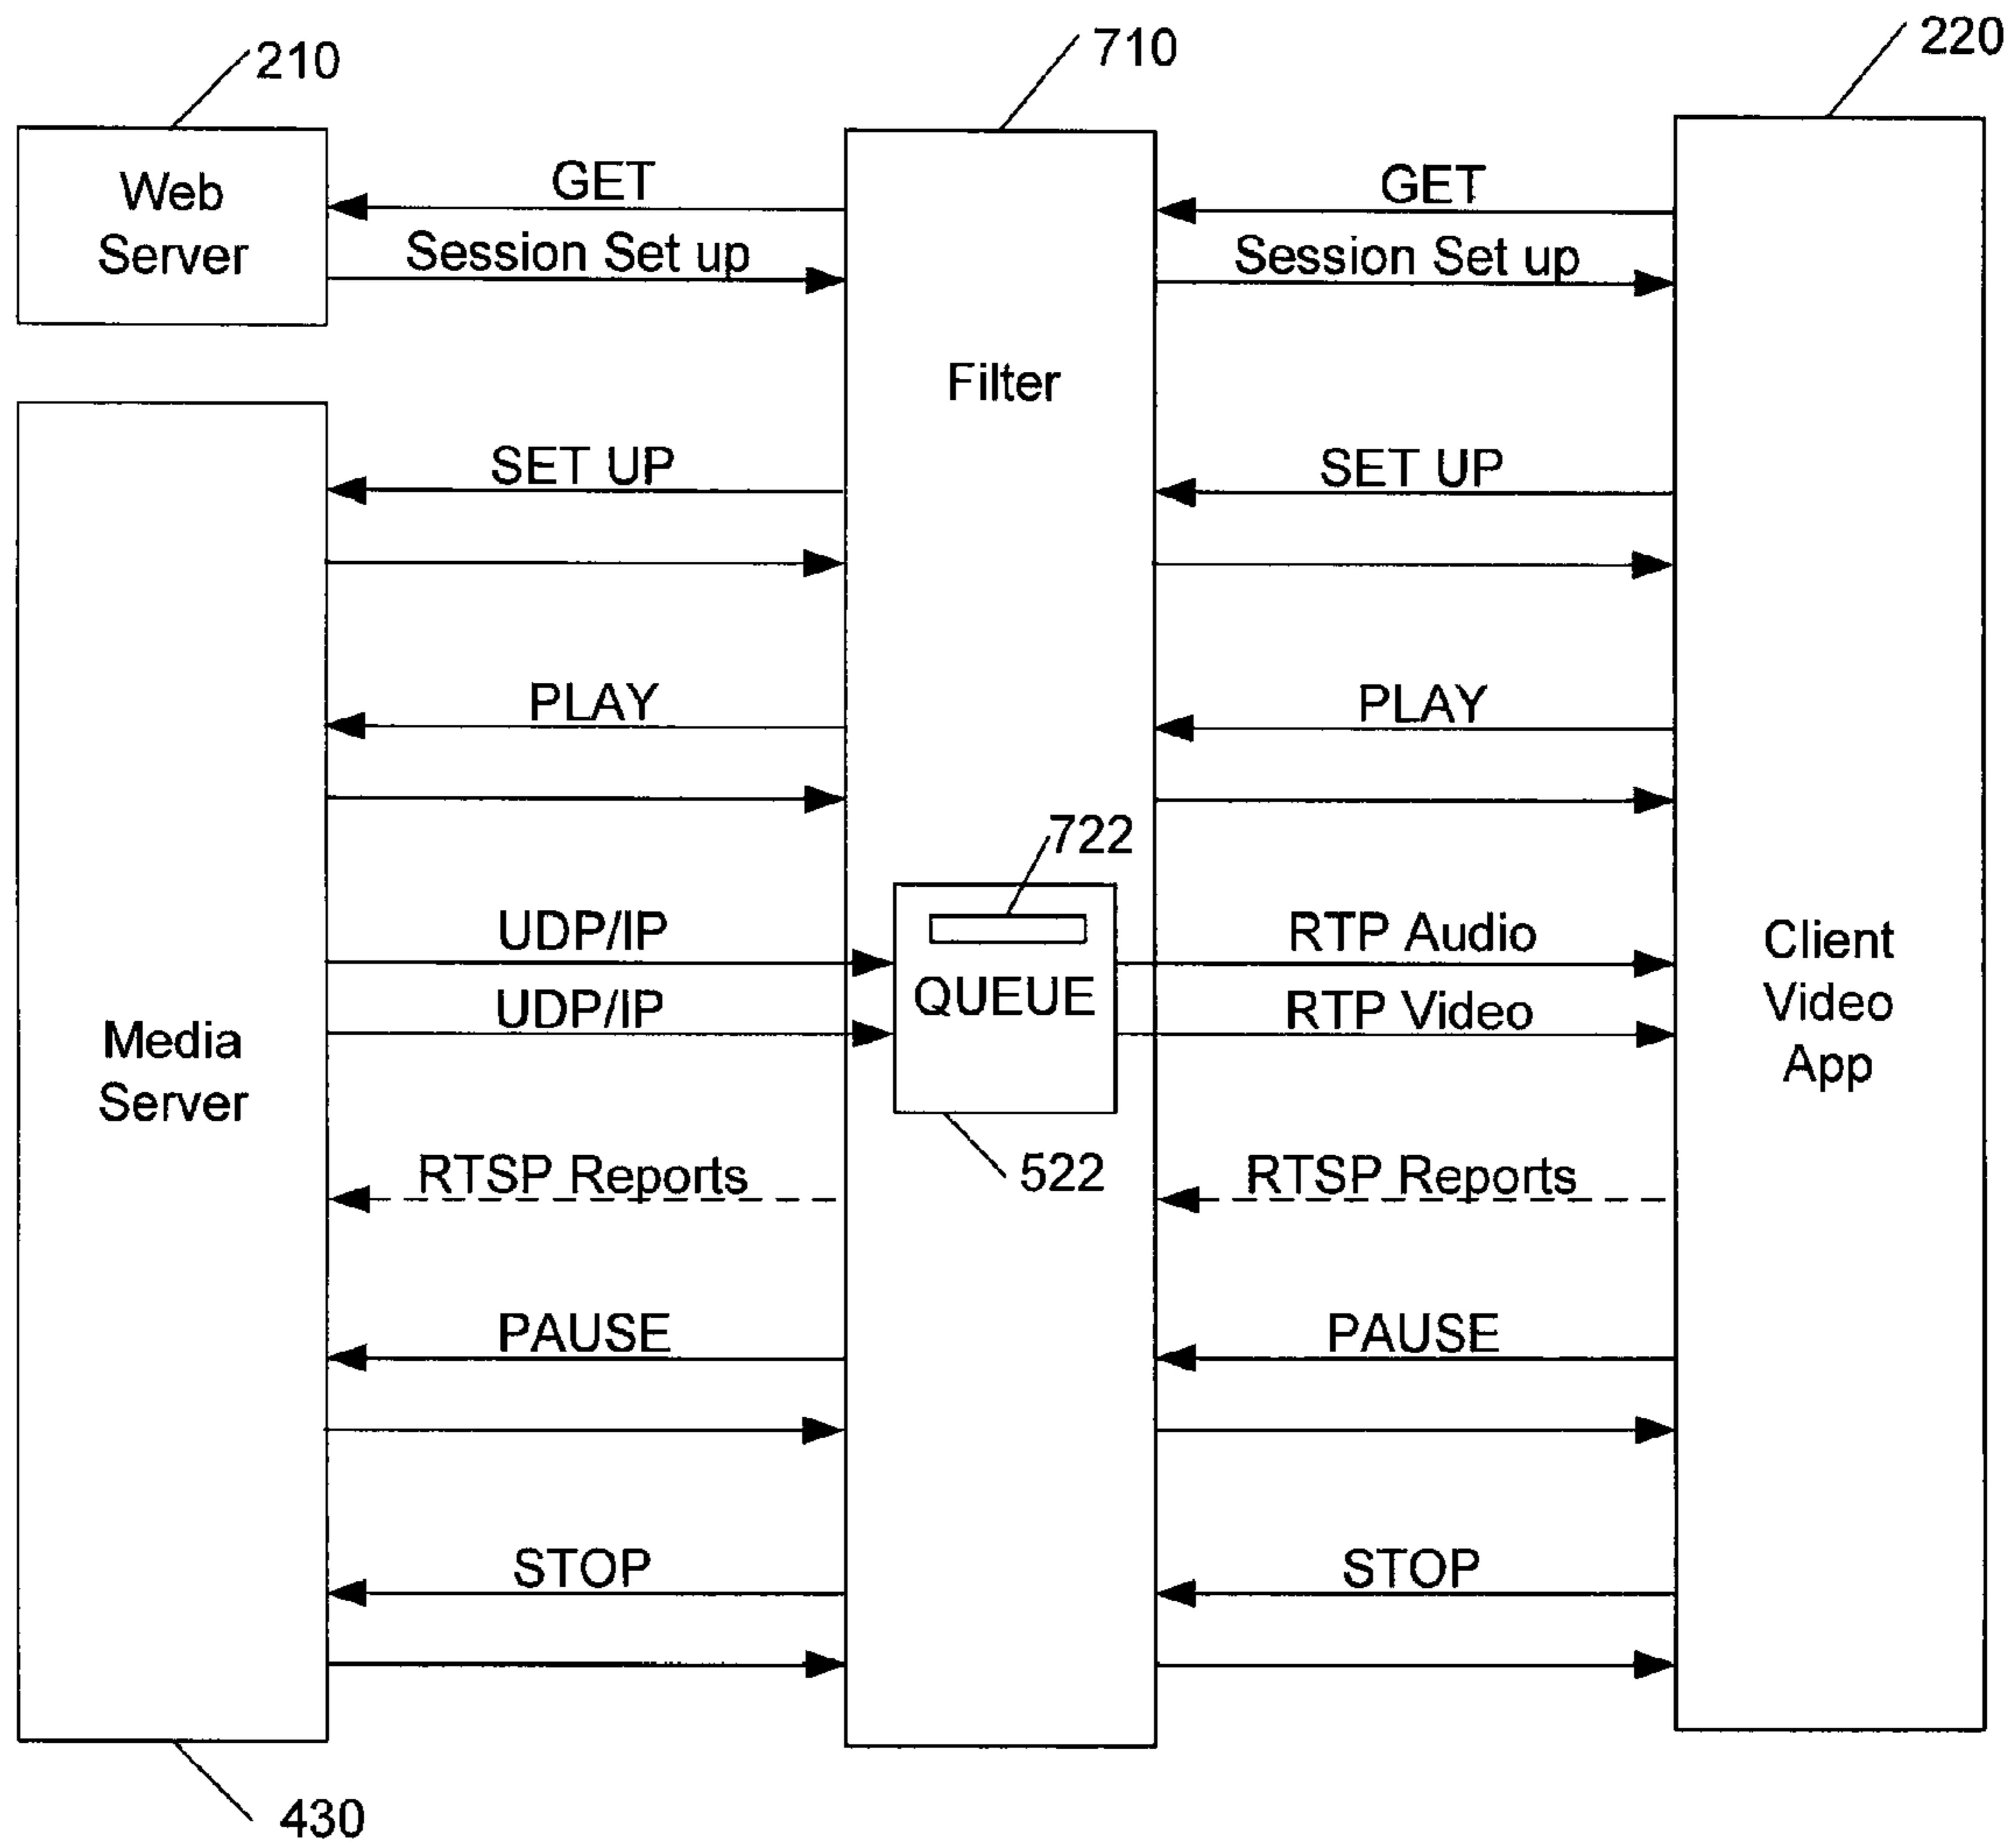 210
710
220
Web
Server
GET
GET
Session Set up
Session Set up
Filter
SET UP
SET UP
PLAY
PLAY
722
UDP/IP
RTP Audio
QUEUE
UDP/IP
RTP Video
Client
Video
App
Media
Server
522
RTSP Reports
RTSP Reports
PAUSE
PAUSE
STOP
STOP
430